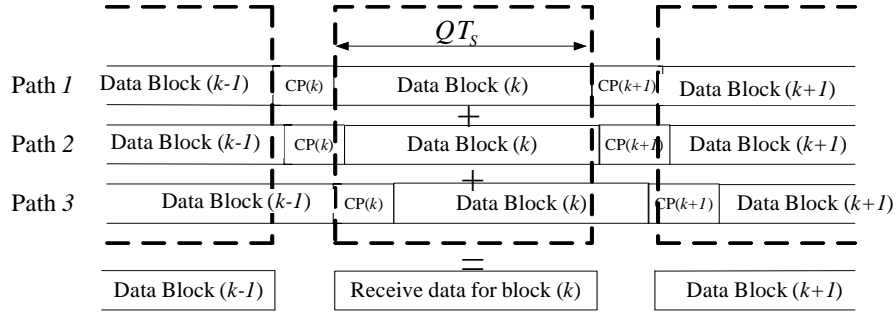 QT_S
Path 1 Data Block (k-1) CP(k) Data Block (k) CP(k+1) Data Block (k+1)
+
Path 2 Data Block (k-1) CP(k) Data Block (k) CP(k+1) Data Block (k+1)
+
Path 3 Data Block (k-1) CP(k) Data Block (k) CP(k+1) Data Block (k+1)
=
Data Block (k-1) Receive data for block (k) Data Block (k+1)